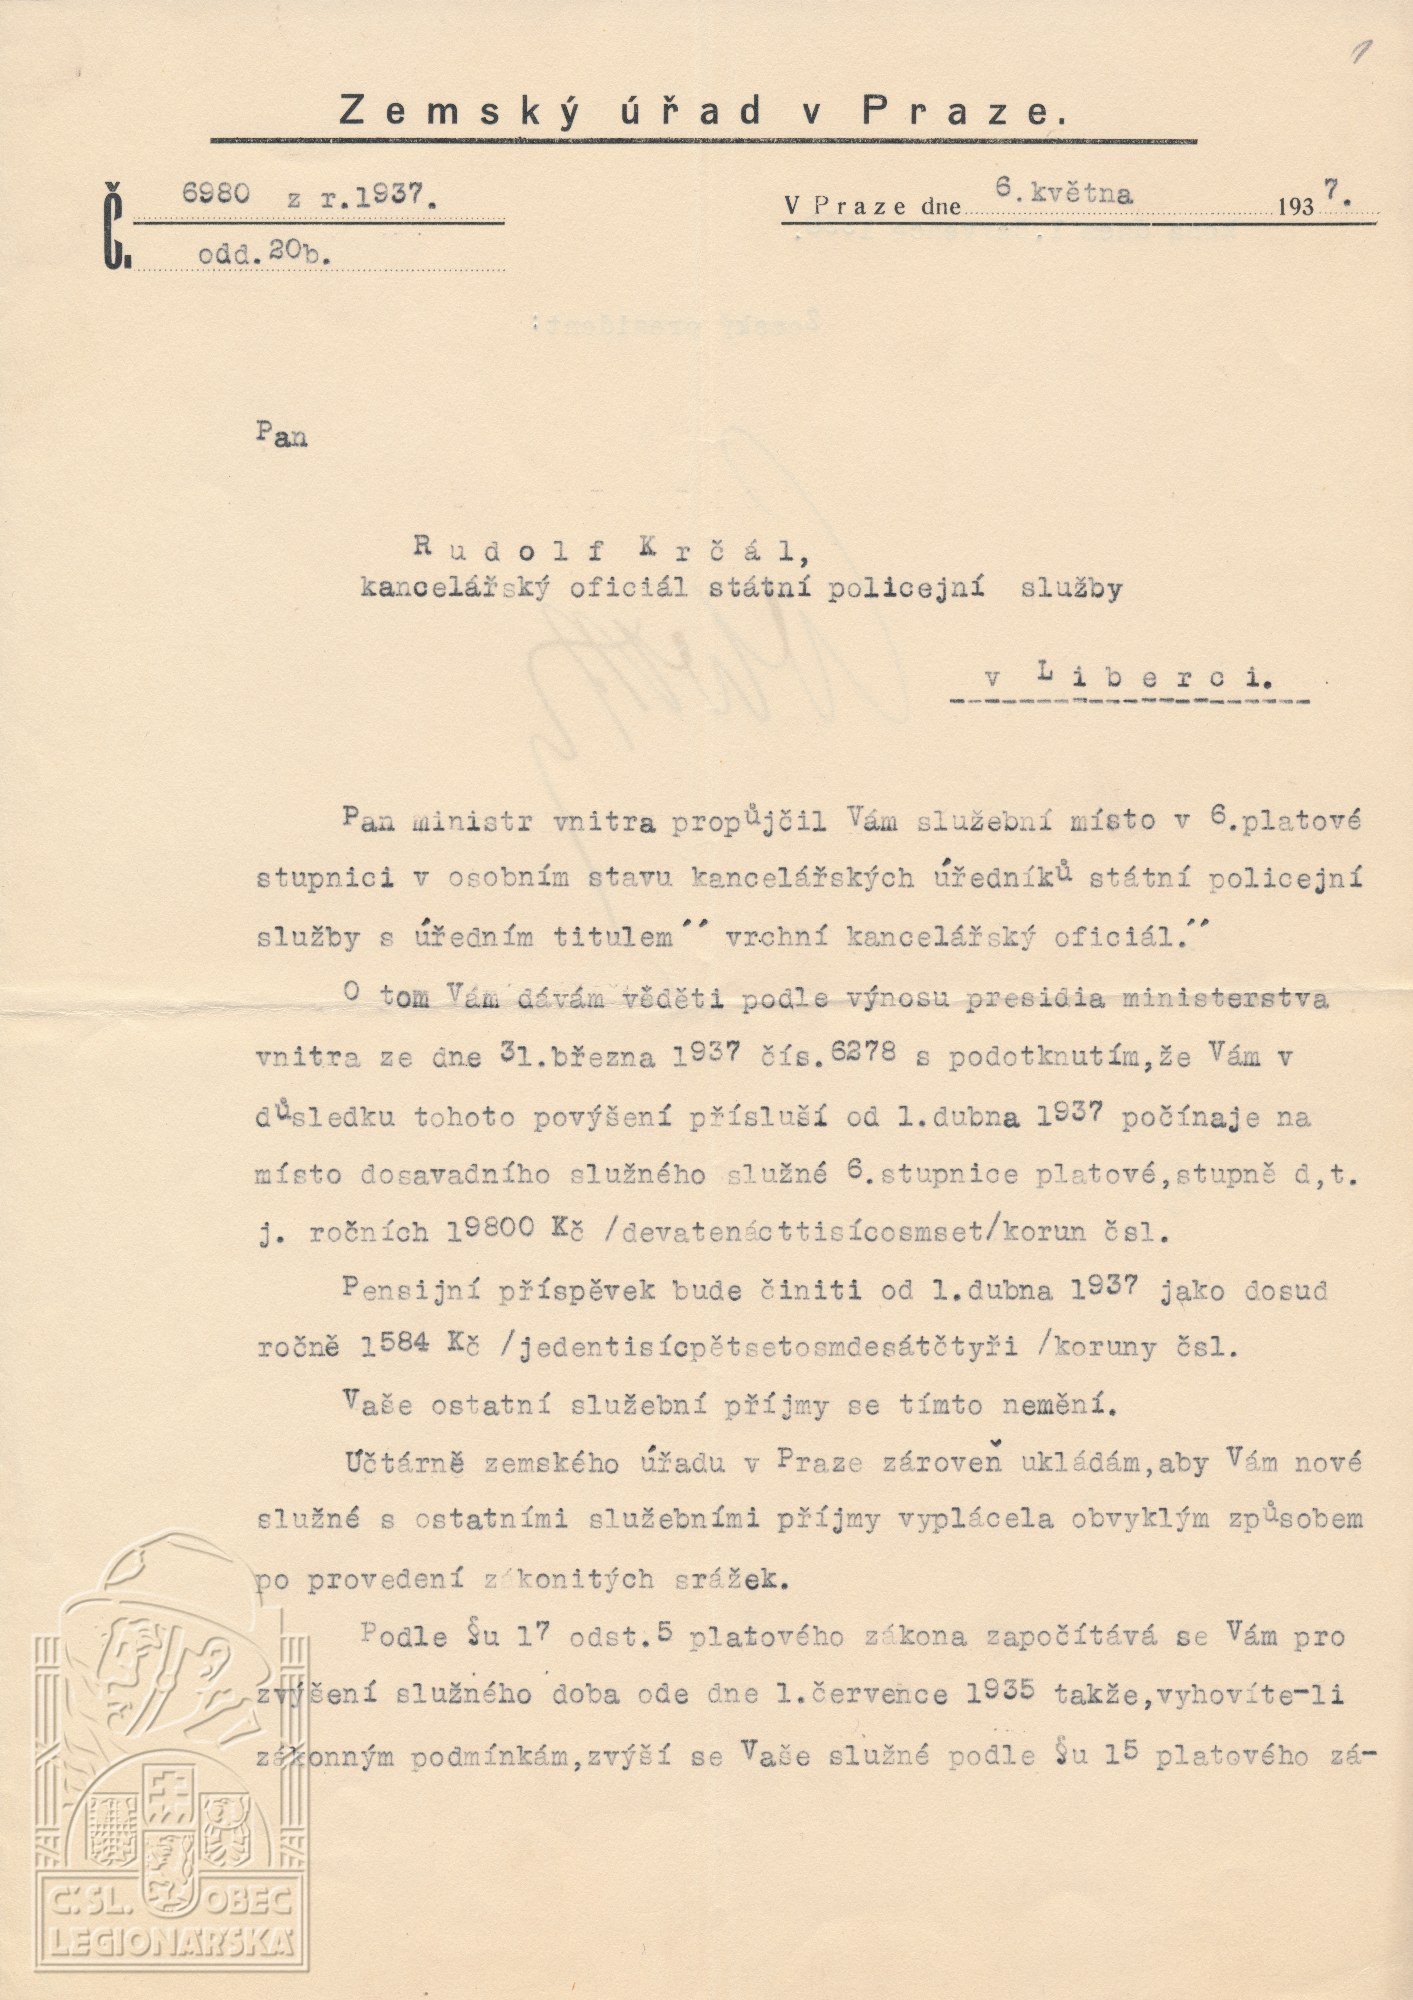 1
Zemský úřad v Praze.
Č. 6980 z r.1937.
odd.20b.
V Praze dne 6.května 1937.
Pan
Rudolf Krčál,
kancelářský oficiál státní policejní služby
v Liberci.
Pan ministr vnitra propůjčil Vám služební místo v 6.platové
stupnici v osobním stavu kancelářských úředníků státní policejní
služby s úředním titulem´´ vrchní kancelářský oficiál.´´
O tom Vám dávám věděti podle výnosu presidia ministerstva
vnitra ze dne 31.března 1937 čís.6278 s podotknutím,že Vám v
důsledku tohoto povýšení přísluší od 1.dubna 1937 počínaje na
místo dosavadního služného služné 6.stupnice platové,stupně d,t.
j. ročních 19800 Kč /devatenácttisícosmset/korun čsl.
Pensijní příspěvek bude činiti od 1.dubna 1937 jako dosud
ročně 1584 Kč /jedentisícpětsetosmdesátčtyři /koruny čsl.
Vaše ostatní služební příjmy se tímto nemění.
Účtárně zemského úřadu v Praze zároveň ukládám,aby Vám nové
služné s ostatními služebními příjmy vyplácela obvyklým způsobem
po provedení zákonitých srážek.
Podle §u 17 odst.5 platového zákona započítává se Vám pro
zvýšení služného doba ode dne 1.července 1935 takže,vyhovíte-li
zákonným podmínkám,zvýší se Vaše služné podle §u 15 platového zá-
Č.SL. OBEC
LEGIONÁŘSKÁ